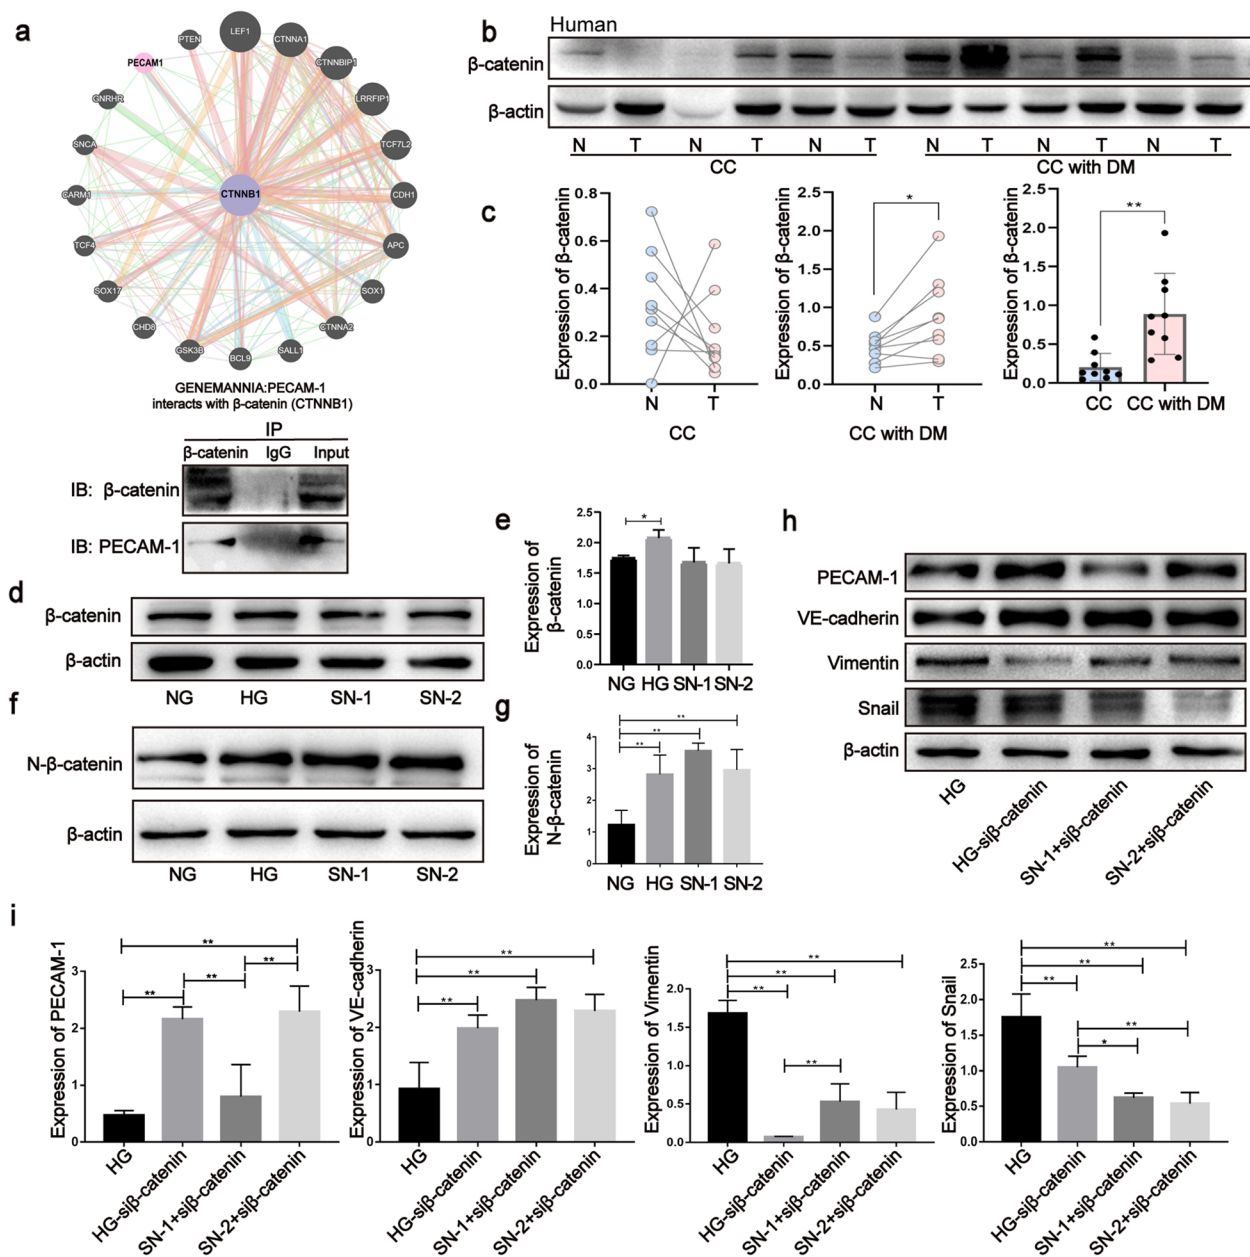 a
LEF1
PTEN
CTNNA1
PECAM1
CTNNBIP1
GNRHR
LRRFIP1
SNCA
TCF7L2
CARM1
CTNNB1
CDH1
TCF4
APC
SOX17
SOX1
CHD8
CTNNA2
GSK3B
BCL9
SALL1
GENEMANNIA:PECAM-1
interacts with β-catenin (CTNNB1)
IP
β-catenin IgG Input
IB: β-catenin
IB: PECAM-1
b
Human
β-catenin
β-actin
N T N T N T N T N T N T
CC CC with DM
c
Expression of β-catenin
0.8
0.6
0.4
0.2
0.0
N T
CC
Expression of β-catenin
2.5
2.0
1.5
1.0
0.5
0.0
*
N T
CC with DM
Expression of β-catenin
2.5
2.0
1.5
1.0
0.5
0.0
**
CC CC with DM
d
β-catenin
β-actin
NG HG SN-1 SN-2
e
Expression of
β-catenin
2.5
2.0
1.5
1.0
0.5
0.0
*
NG HG SN-1 SN-2
f
N-β-catenin
β-actin
NG HG SN-1 SN-2
g
Expression of
N-β-catenin
4
3
2
1
0
**
**
**
NG HG SN-1 SN-2
h
PECAM-1
VE-cadherin
Vimentin
Snail
β-actin
HG
HG-siβ-catenin
SN-1+siβ-catenin
SN-2+siβ-catenin
i
Expression of PECAM-1
3
2
1
0
**
**
**
**
HG
HG-siβ-catenin
SN-1+siβ-catenin
SN-2+siβ-catenin
Expression of VE-cadherin
3
2
1
0
**
**
**
HG
HG-siβ-catenin
SN-1+siβ-catenin
SN-2+siβ-catenin
Expression of Vimentin
2.0
1.5
1.0
0.5
0.0
**
**
**
**
HG
HG-siβ-catenin
SN-1+siβ-catenin
SN-2+siβ-catenin
Expression of Snail
2.5
2.0
1.5
1.0
0.5
0.0
**
**
**
**
*
HG
HG-siβ-catenin
SN-1+siβ-catenin
SN-2+siβ-catenin